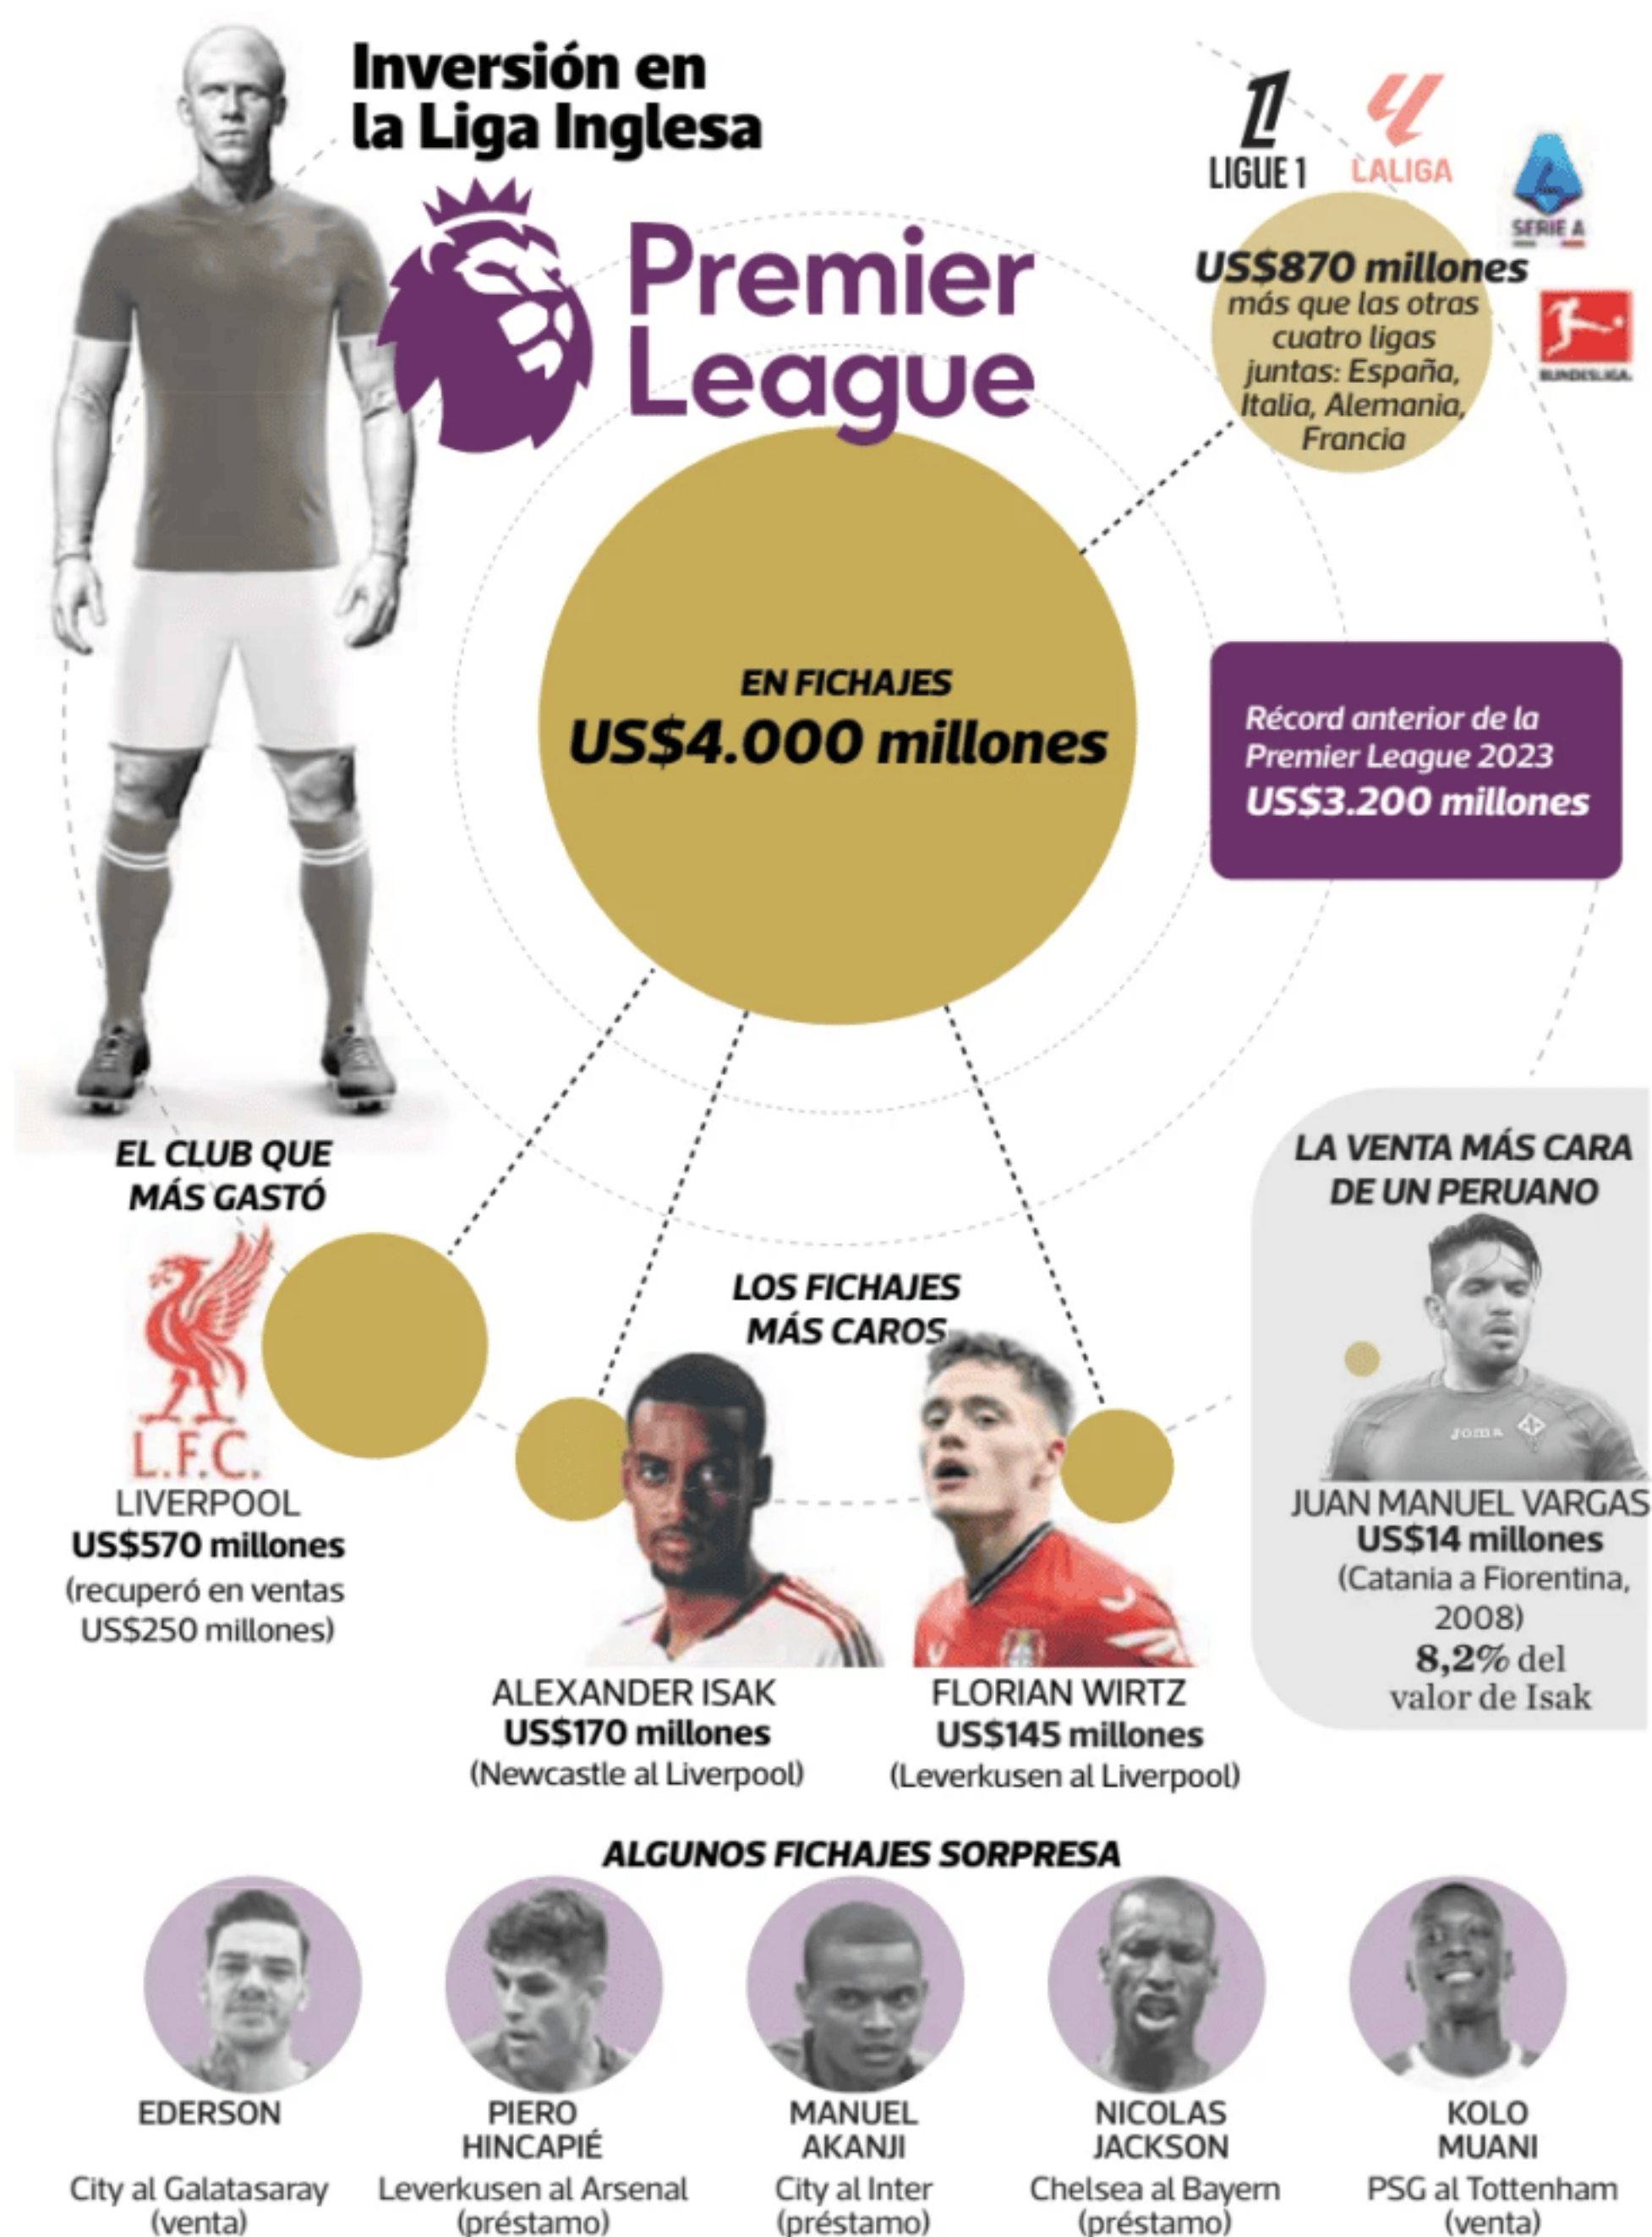 Inversión en
la Liga Inglesa
Premier
League
LIGUE 1
LALIGA
SERIE A
BUNDESLIGA
US$870 millones
más que las otras
cuatro ligas
juntas: España,
Italia, Alemania,
Francia
EN FICHAJES
US$4.000 millones
Récord anterior de la
Premier League 2023
US$3.200 millones
EL CLUB QUE
MÁS GASTÓ
L.F.C.
LIVERPOOL
US$570 millones
(recuperó en ventas
US$250 millones)
LOS FICHAJES
MÁS CAROS
ALEXANDER ISAK
US$170 millones
(Newcastle al Liverpool)
FLORIAN WIRTZ
US$145 millones
(Leverkusen al Liverpool)
LA VENTA MÁS CARA
DE UN PERUANO
Joma
JUAN MANUEL VARGAS
US$14 millones
(Catania a Fiorentina,
2008)
8,2% del
valor de Isak
ALGUNOS FICHAJES SORPRESA
EDERSON
City al Galatasaray
(venta)
PIERO
HINCAPIÉ
Leverkusen al Arsenal
(préstamo)
MANUEL
AKANJI
City al Inter
(préstamo)
NICOLAS
JACKSON
Chelsea al Bayern
(préstamo)
KOLO
MUANI
PSG al Tottenham
(venta)